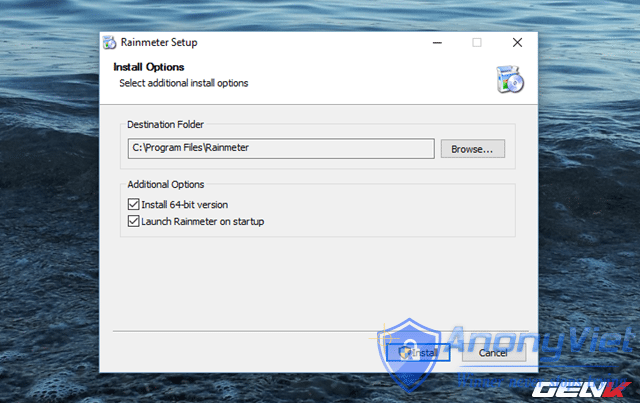 Rainmeter Setup
Install Options
Select additional install options
Destination Folder
C:\Program Files\Rainmeter
Browse...
Additional Options
Install 64-bit version
Launch Rainmeter on startup
AnonyViet
Install
Cancel
GENK